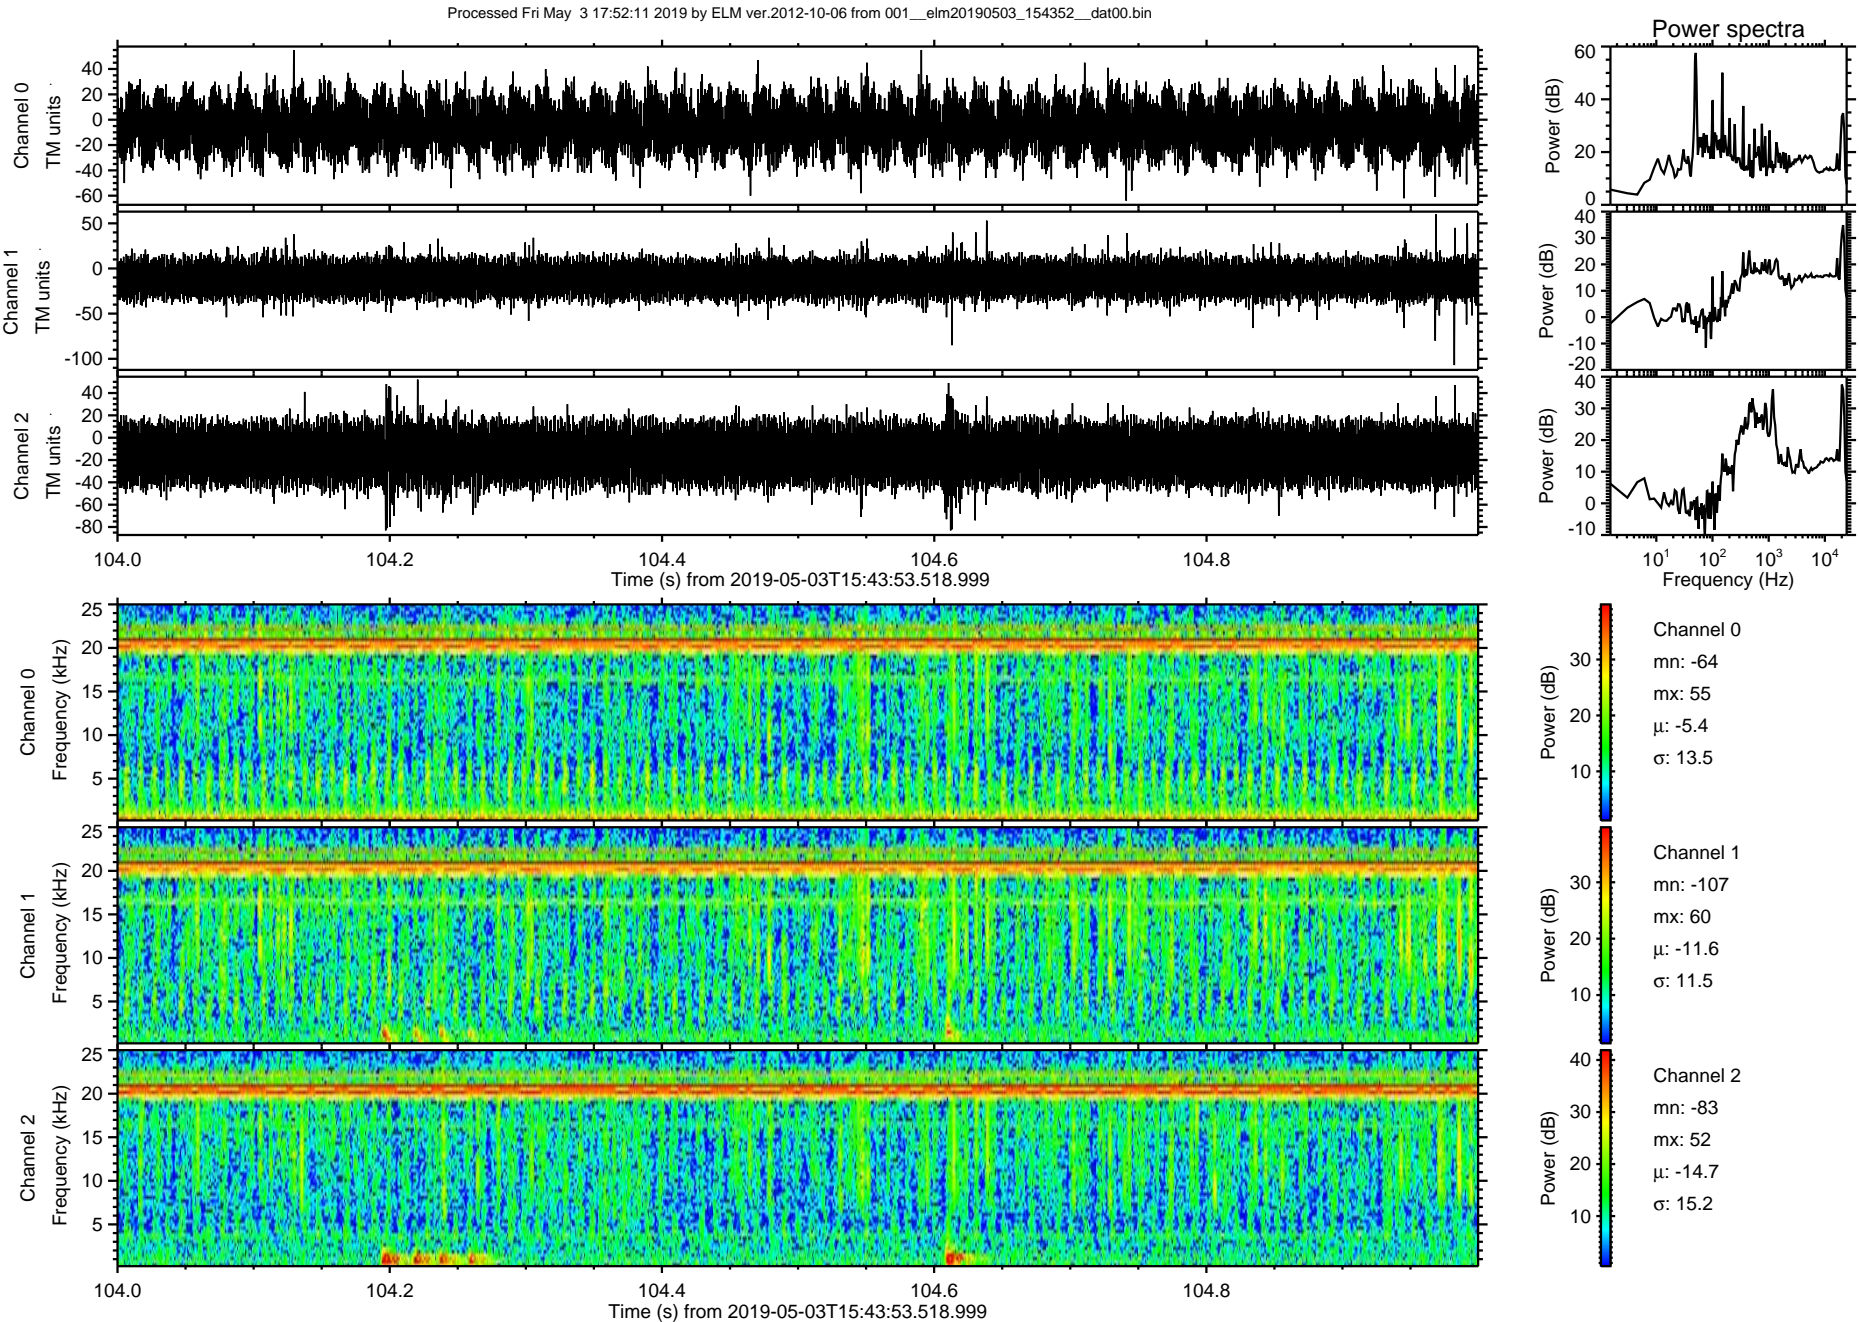 Processed Fri May  3 17:52:11 2019 by ELM ver.2012-10-06 from 001__elm20190503_154352__dat00.bin
Power spectra
Channel 0
TM units
40
20
0
-20
-40
-60
Power (dB)
60
40
20
0
Channel 1
TM units
50
0
-50
-100
Power (dB)
40
30
20
10
0
-10
-20
Channel 2
TM units
40
20
0
-20
-40
-60
-80
Power (dB)
40
30
20
10
0
-10
104.0 104.2 104.4 104.6 104.8
Time (s) from 2019-05-03T15:43:53.518.999
10¹ 10² 10³ 10⁴
Frequency (Hz)
Channel 0
Frequency (kHz)
25
20
15
10
5
Power (dB)
30
20
10
Channel 0
mn: -64
mx: 55
μ: -5.4
σ: 13.5
Channel 1
Frequency (kHz)
25
20
15
10
5
Power (dB)
30
20
10
Channel 1
mn: -107
mx: 60
μ: -11.6
σ: 11.5
Channel 2
Frequency (kHz)
25
20
15
10
5
Power (dB)
40
30
20
10
Channel 2
mn: -83
mx: 52
μ: -14.7
σ: 15.2
104.0 104.2 104.4 104.6 104.8
Time (s) from 2019-05-03T15:43:53.518.999